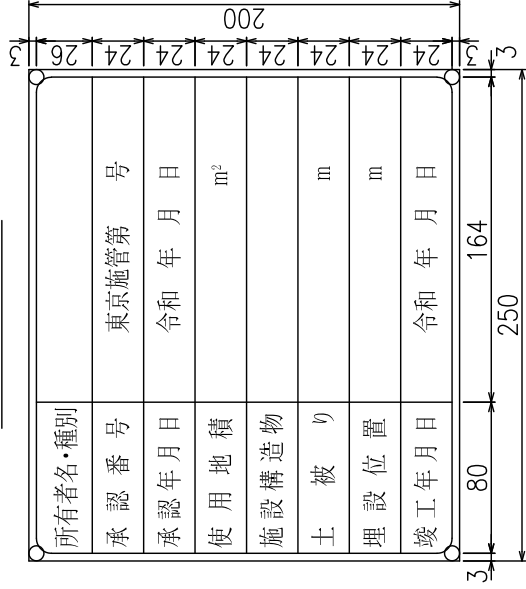 200
3 26 24 24 24 24 24 24 24 3
所有者名・種別
承認番号 東京施管第 号
承認年月日 令和 年 月 日
使用地積 m²
施設構造物
土被り m
埋設位置 m
竣工年月日 令和 年 月 日
3 80 164 3
250